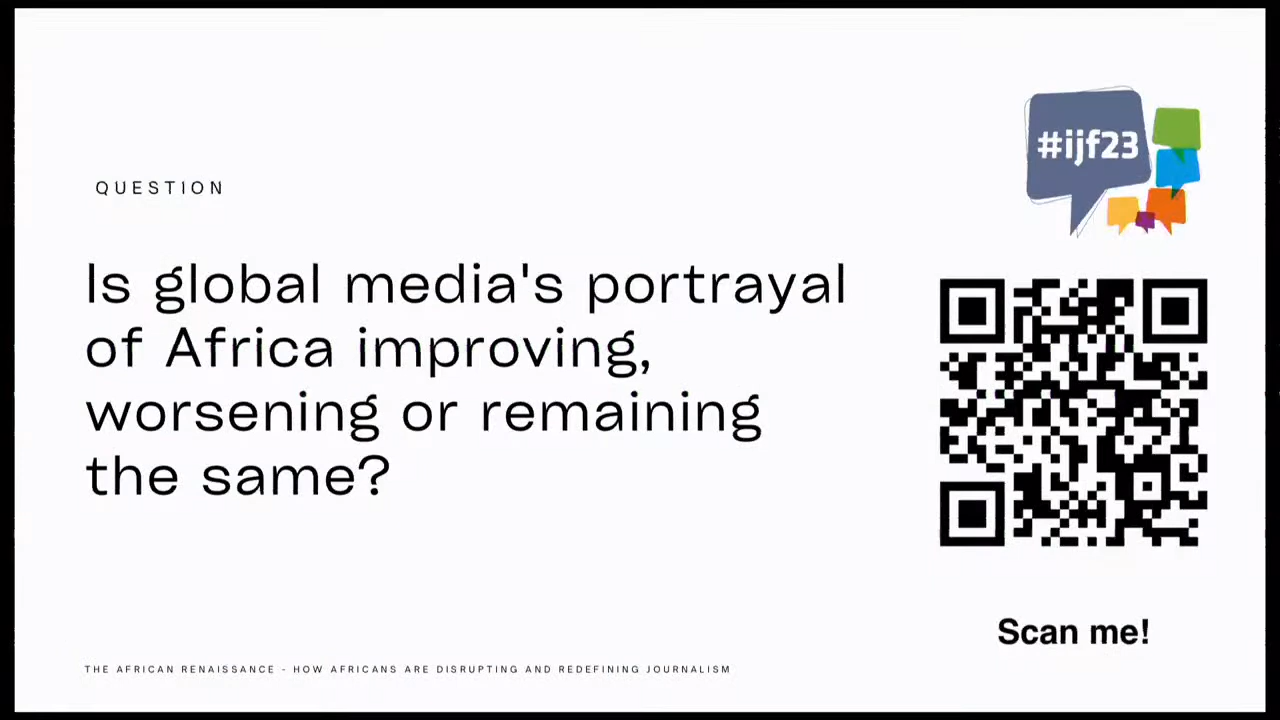 #ijf23
QUESTION
Is global media's portrayal
of Africa improving,
worsening or remaining
the same?
Scan me!
THE AFRICAN RENAISSANCE - HOW AFRICANS ARE DISRUPTING AND REDEFINING JOURNALISM